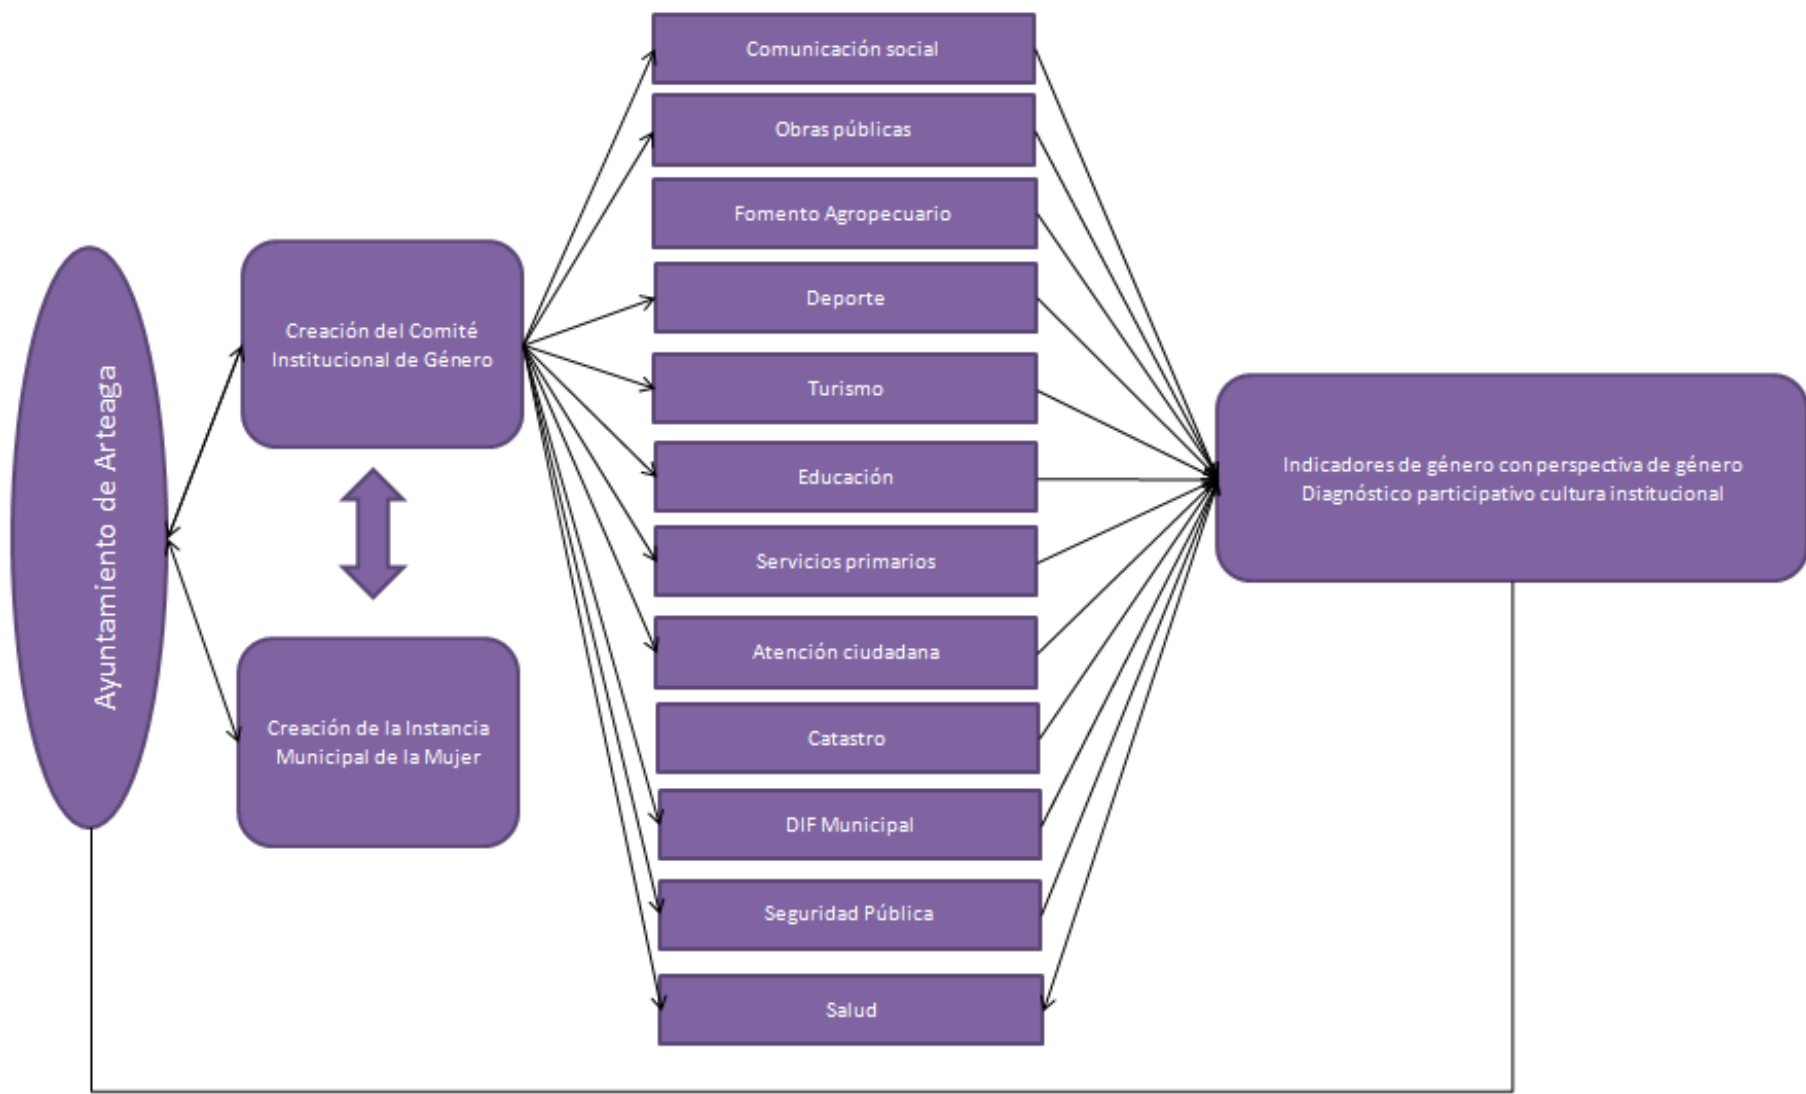 Ayuntamiento de Arteaga
Creación del Comité
Institucional de Género
Creación de la Instancia
Municipal de la Mujer
Comunicación social
Obras públicas
Fomento Agropecuario
Deporte
Turismo
Educación
Servicios primarios
Atención ciudadana
Catastro
DIF Municipal
Seguridad Pública
Salud
Indicadores de género con perspectiva de género
Diagnóstico participativo cultura institucional